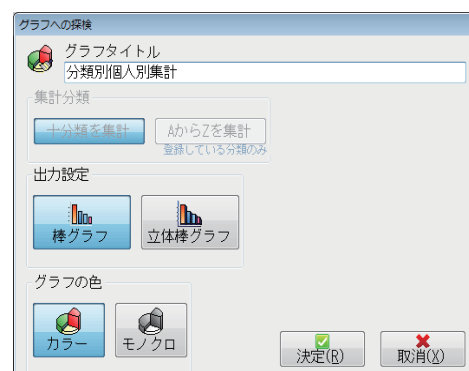 グラフへの探検
グラフタイトル
分類別個人別集計
集計分類
十分類を集計
AからZを集計
登録している分類のみ
出力設定
棒グラフ
立体棒グラフ
グラフの色
カラー
モノクロ
決定(R)
取消(X)